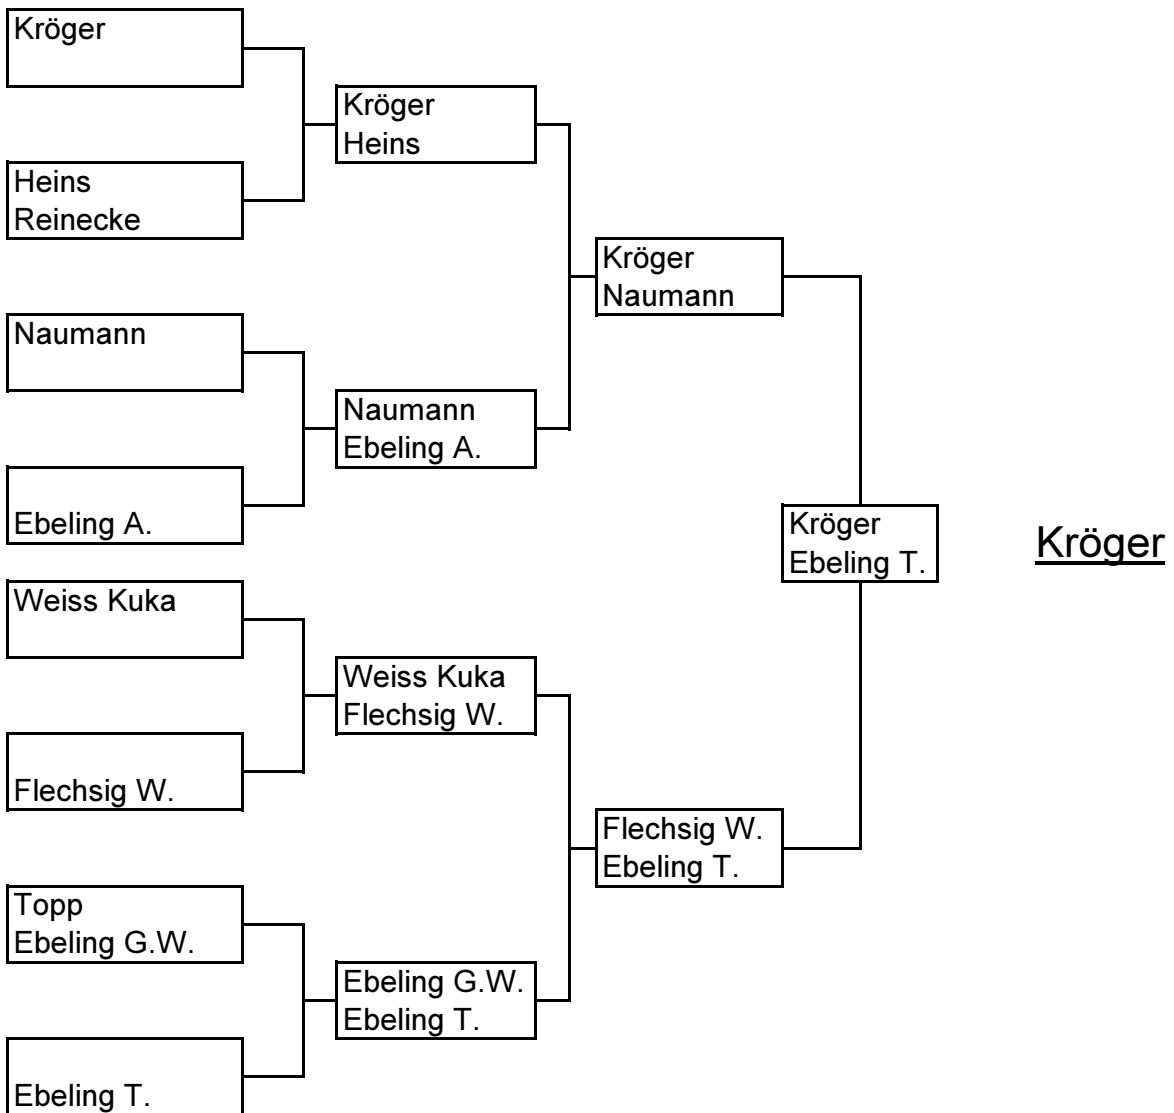 Kröger
Heins
Reinecke
Naumann
Ebeling A.
Weiss Kuka
Flechsig W.
Topp
Ebeling G.W.
Ebeling T.
Kröger
Heins
Naumann
Ebeling A.
Weiss Kuka
Flechsig W.
Ebeling G.W.
Ebeling T.
Kröger
Naumann
Flechsig W.
Ebeling T.
Kröger
Ebeling T.
Kröger